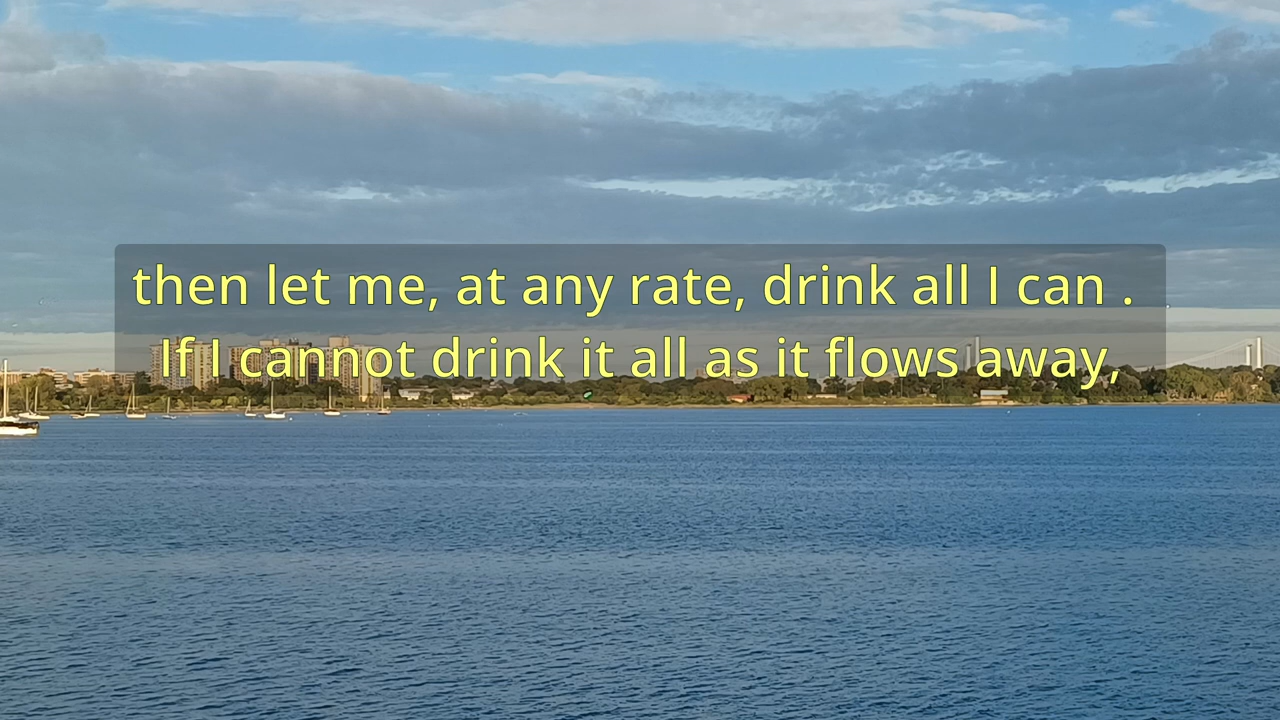 then let me, at any rate, drink all I can .
If I cannot drink it all as it flows away,